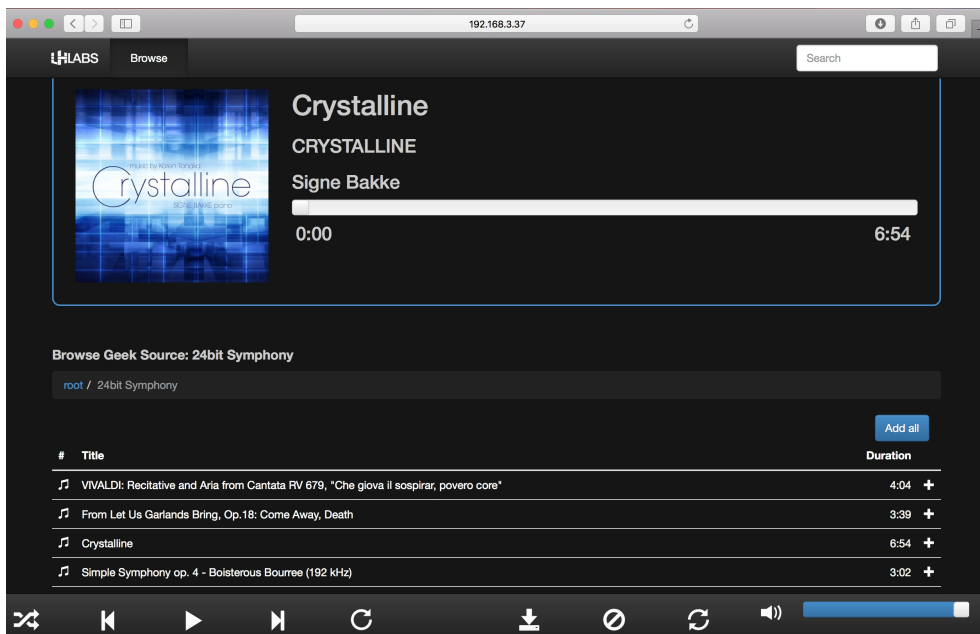 192.168.3.37
LHLABS Browse Search
Crystalline
CRYSTALLINE
Signe Bakke
music by Karen Tanaka
Crystalline
SIGNE BAKKE piano
0:00 6:54
Browse Geek Source: 24bit Symphony
root / 24bit Symphony
Add all
# Title Duration
VIVALDI: Recitative and Aria from Cantata RV 679, "Che giova il sospirar, povero core" 4:04
From Let Us Garlands Bring, Op.18: Come Away, Death 3:39
Crystalline 6:54
Simple Symphony op. 4 - Boisterous Bourree (192 kHz) 3:02